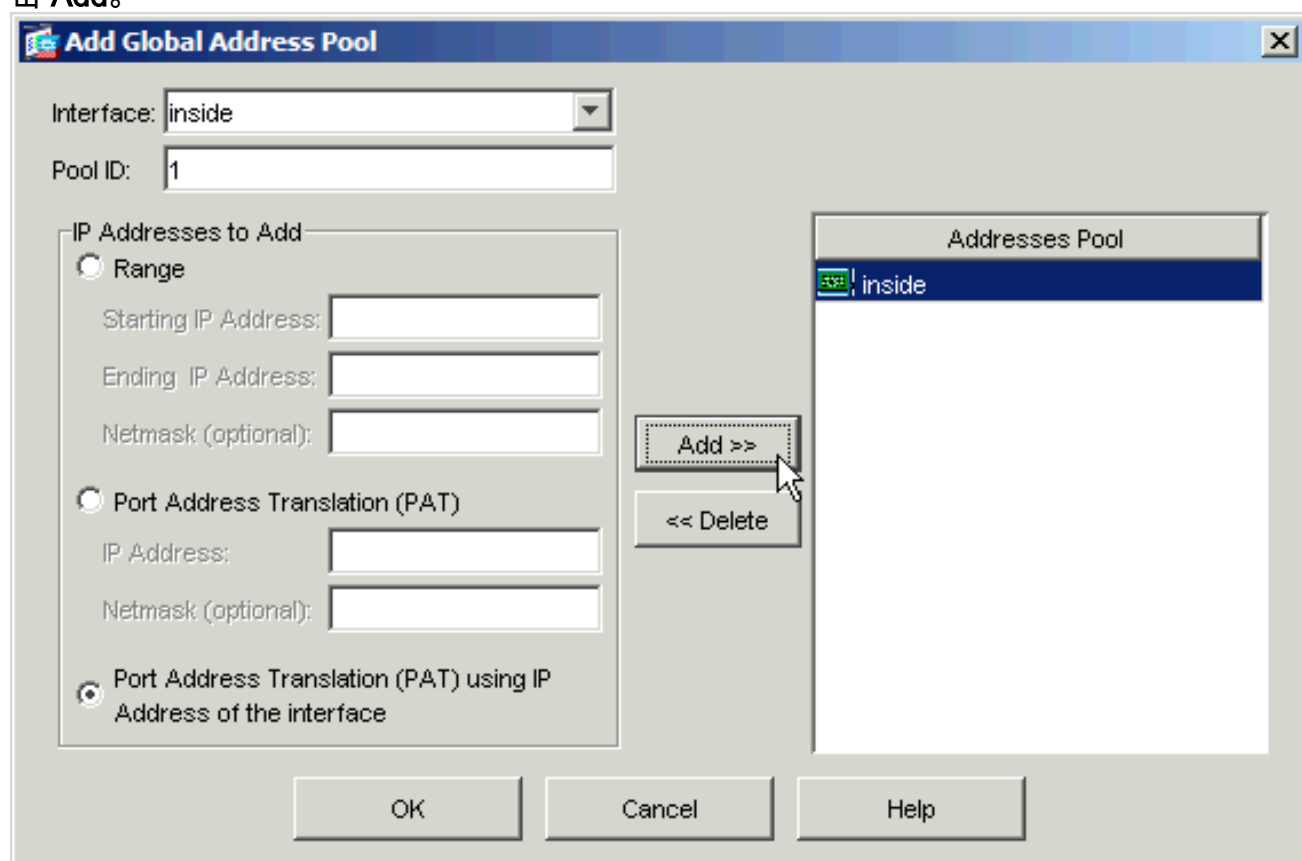 Add。
Add Global Address Pool
Interface: inside
Pool ID: 1
IP Addresses to Add
Range
Starting IP Address:
Ending IP Address:
Netmask (optional):
Port Address Translation (PAT)
IP Address:
Netmask (optional):
Port Address Translation (PAT) using IP
Address of the interface
Add >>
<< Delete
Addresses Pool
inside
OK
Cancel
Help